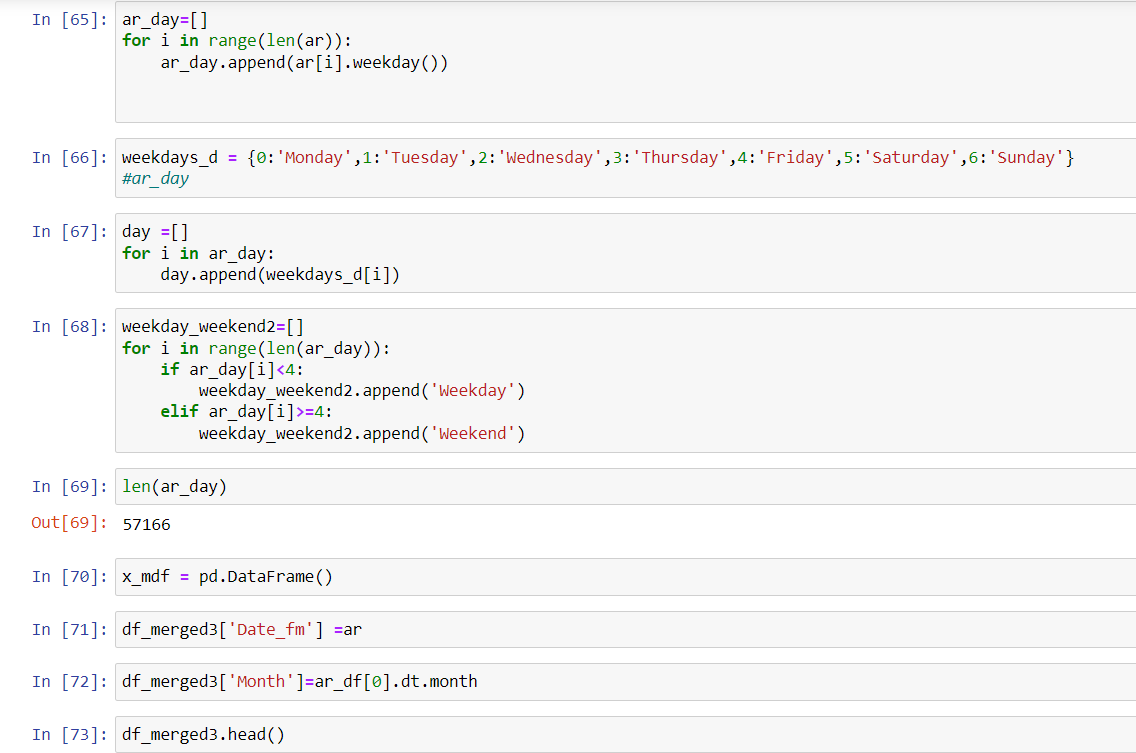 In [65]: ar_day=[]
for i in range(len(ar)):
    ar_day.append(ar[i].weekday())
In [66]: weekdays_d = {0:'Monday',1:'Tuesday',2:'Wednesday',3:'Thursday',4:'Friday',5:'Saturday',6:'Sunday'}
#ar_day
In [67]: day =[]
for i in ar_day:
    day.append(weekdays_d[i])
In [68]: weekday_weekend2=[]
for i in range(len(ar_day)):
    if ar_day[i]<4:
        weekday_weekend2.append('Weekday')
    elif ar_day[i]>=4:
        weekday_weekend2.append('Weekend')
In [69]: len(ar_day)
Out[69]: 57166
In [70]: x_mdf = pd.DataFrame()
In [71]: df_merged3['Date_fm'] =ar
In [72]: df_merged3['Month']=ar_df[0].dt.month
In [73]: df_merged3.head()